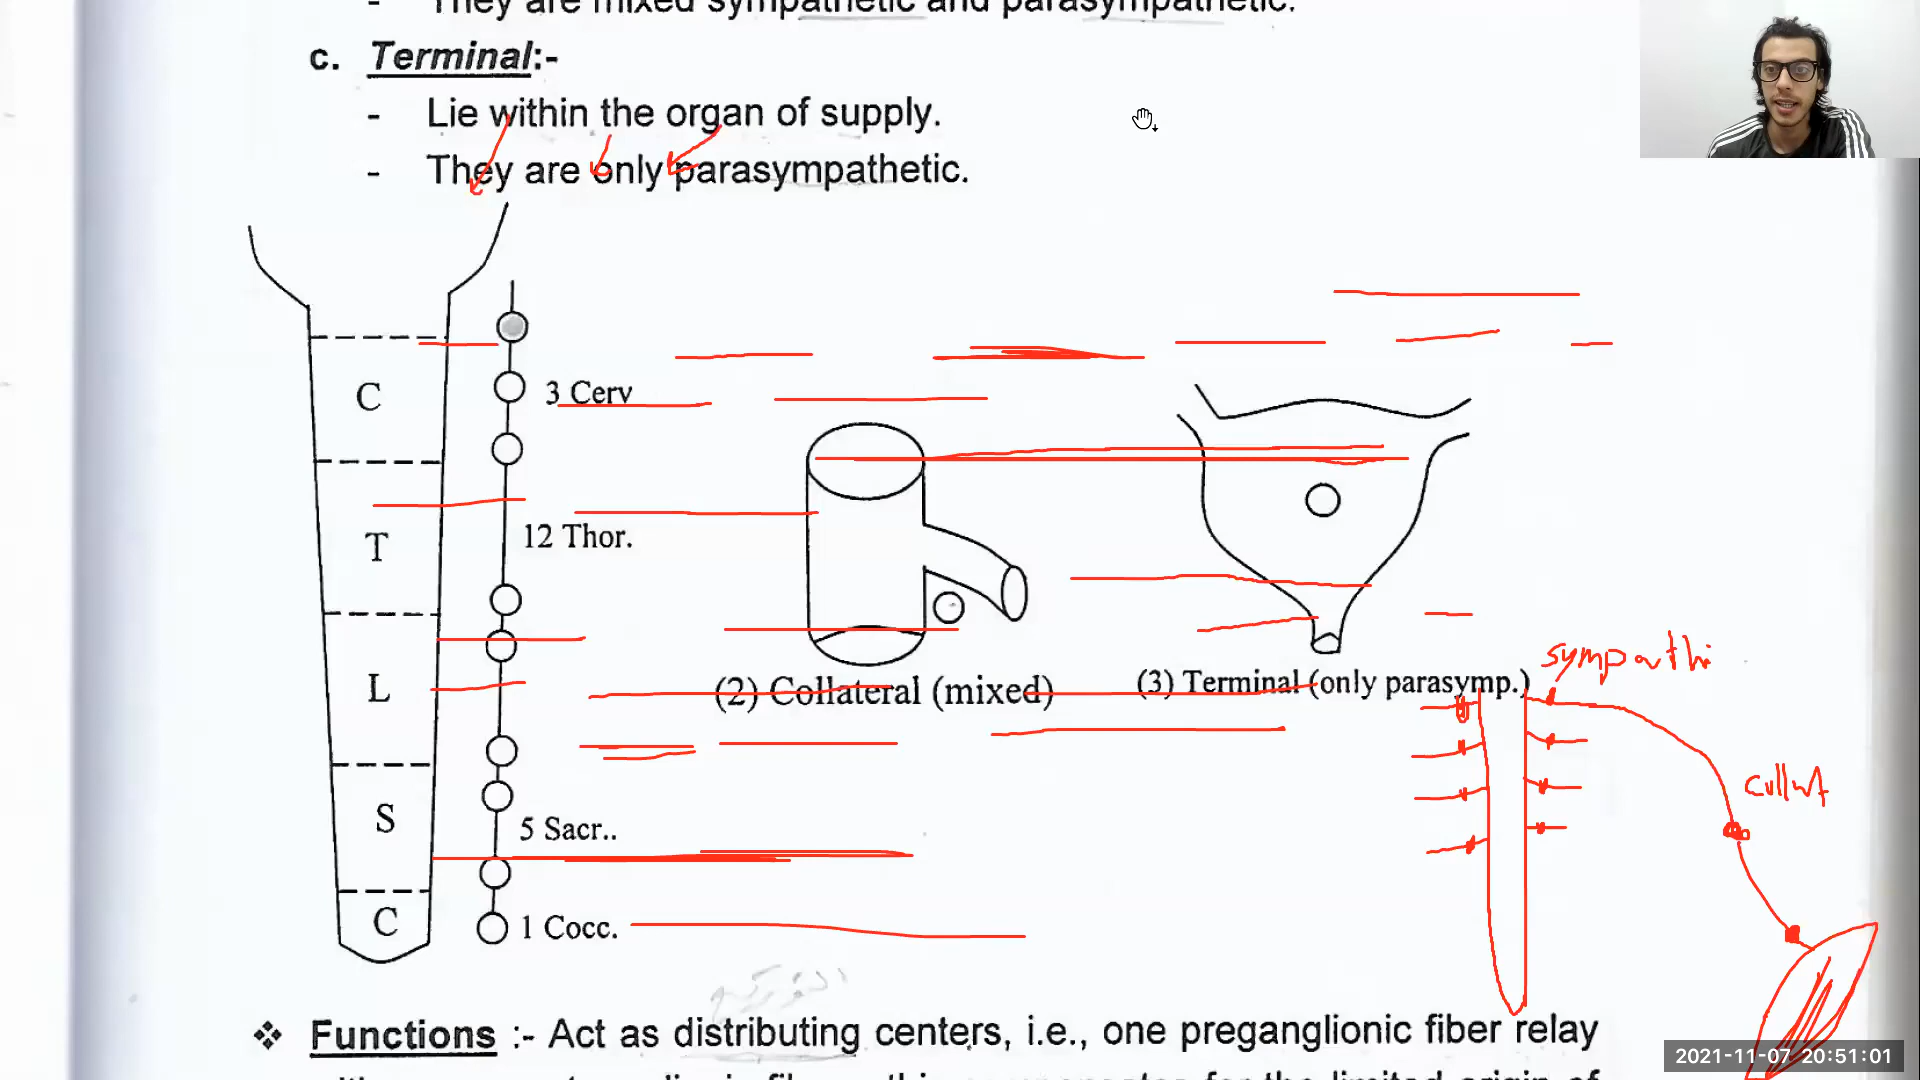 - They are mixed sympathetic and parasympathetic.
c. Terminal:-
- Lie within the organ of supply.
- They are only parasympathetic.
C
3 Cerv
T
12 Thor.
L
(2) Collateral (mixed)
(3) Terminal (only parasymp.)
sympathi
S
5 Sacr..
C
1 Cocc.
❖ Functions :- Act as distributing centers, i.e., one preganglionic fiber relay
2021-11-07 20:51:01